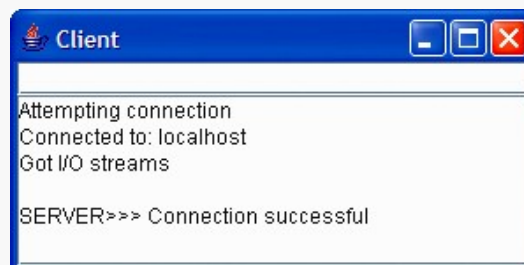 Client
Attempting connection
Connected to: localhost
Got I/O streams
SERVER>>> Connection successful